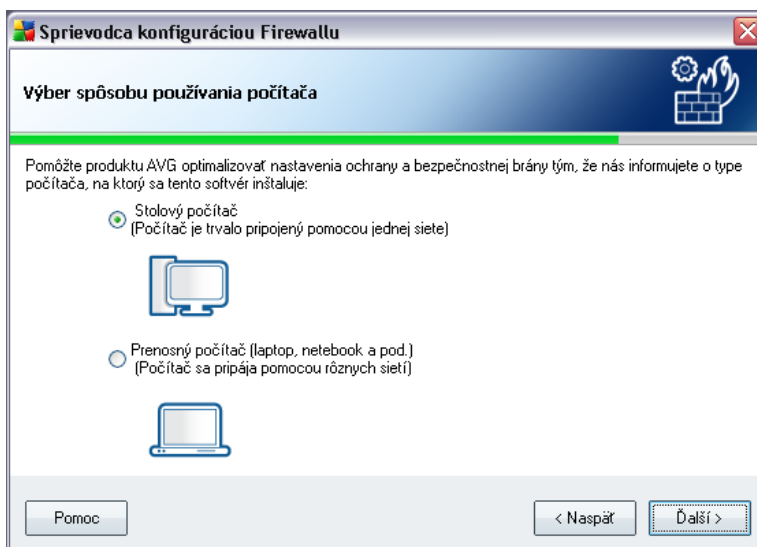 Sprievodca konfiguráciou Firewallu
Výber spôsobu používania počítača
Pomôžte produktu AVG optimalizovať nastavenia ochrany a bezpečnostnej brány tým, že nás informujete o type
počítača, na ktorý sa tento softvér inštaluje:
Stolový počítač
(Počítač je trvalo pripojený pomocou jednej siete)
Prenosný počítač (laptop, netebook a pod.)
(Počítač sa pripája pomocou rôznych sietí)
Pomoc
< Naspäť
Ďalší >